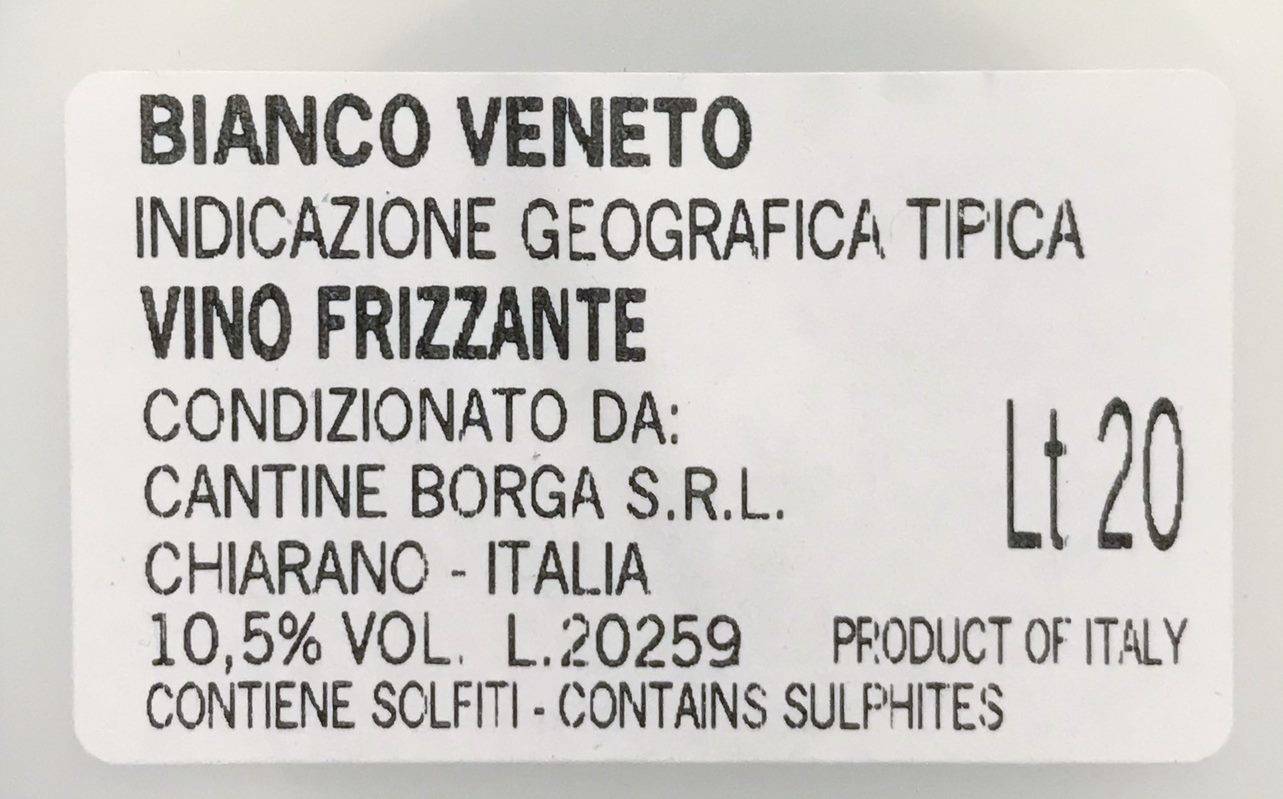 BIANCO VENETO
INDICAZIONE GEOGRAFICA TIPICA
VINO FRIZZANTE
CONDIZIONATO DA:
CANTINE BORGA S.R.L.
Lt 20
CHIARANO - ITALIA
10,5% VOL. L.20259 PRODUCT OF ITALY
CONTIENE SOLFITI - CONTAINS SULPHITES